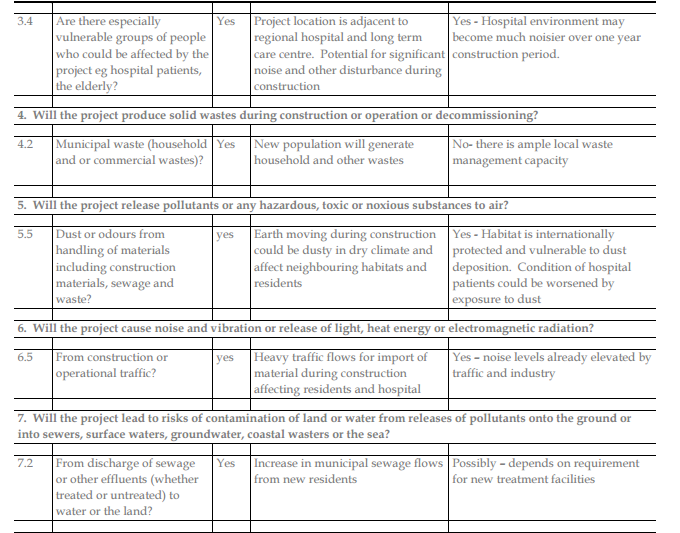 3.4 Are there especially vulnerable groups of people who could be affected by the project eg hospital patients, the elderly? Yes Project location is adjacent to regional hospital and long term care centre. Potential for significant noise and other disturbance during construction Yes - Hospital environment may become much noisier over one year construction period.
4. Will the project produce solid wastes during construction or operation or decommissioning?
4.2 Municipal waste (household and or commercial wastes)? Yes New population will generate household and other wastes No- there is ample local waste management capacity
5. Will the project release pollutants or any hazardous, toxic or noxious substances to air?
5.5 Dust or odours from handling of materials including construction materials, sewage and waste? yes Earth moving during construction could be dusty in dry climate and affect neighbouring habitats and residents Yes - Habitat is internationally protected and vulnerable to dust deposition. Condition of hospital patients could be worsened by exposure to dust
6. Will the project cause noise and vibration or release of light, heat energy or electromagnetic radiation?
6.5 From construction or operational traffic? yes Heavy traffic flows for import of material during construction affecting residents and hospital Yes – noise levels already elevated by traffic and industry
7. Will the project lead to risks of contamination of land or water from releases of pollutants onto the ground or
into sewers, surface waters, groundwater, coastal wasters or the sea?
7.2 From discharge of sewage or other effluents (whether treated or untreated) to water or the land? Yes Increase in municipal sewage flows from new residents Possibly – depends on requirement for new treatment facilities